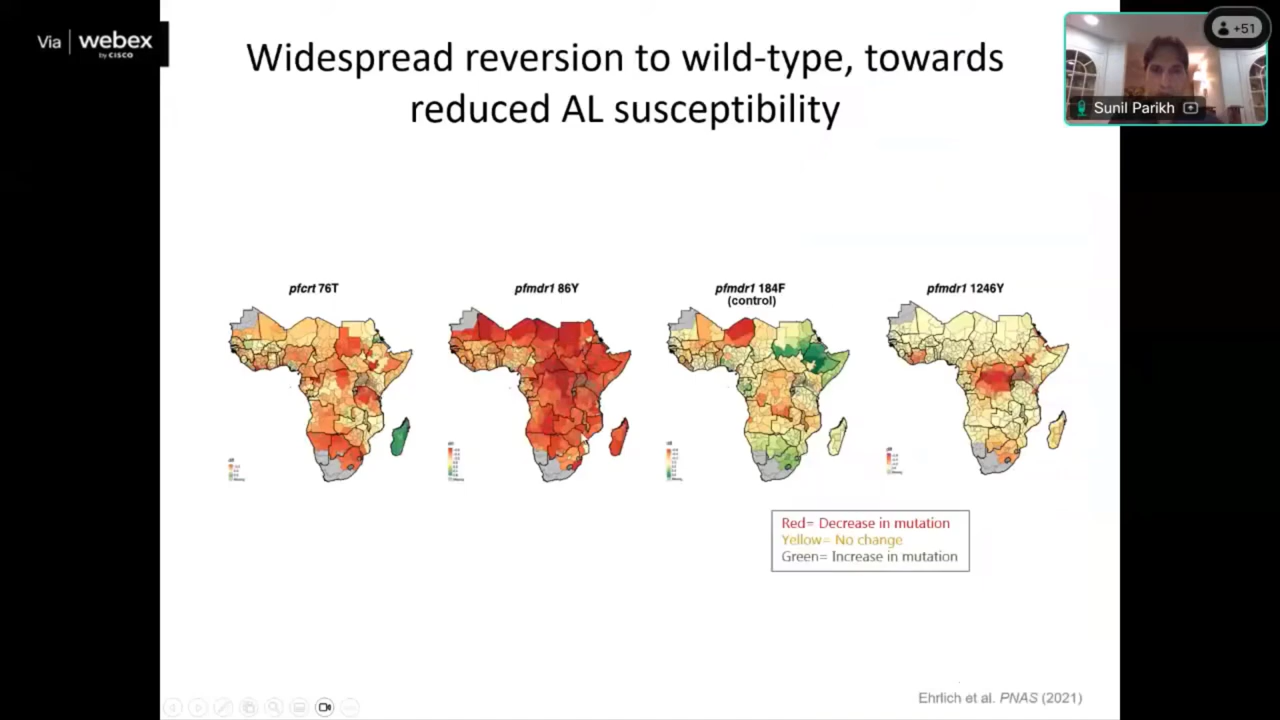 Via webex
by CISCO
Widespread reversion to wild-type, towards
reduced AL susceptibility
+51
Sunil Parikh
pfcrt 76T
pfmdr1 86Y
pfmdr1 184F
(control)
pfmdr1 1246Y
Red= Decrease in mutation
Yellow= No change
Green= Increase in mutation
Ehrlich et al. PNAS (2021)